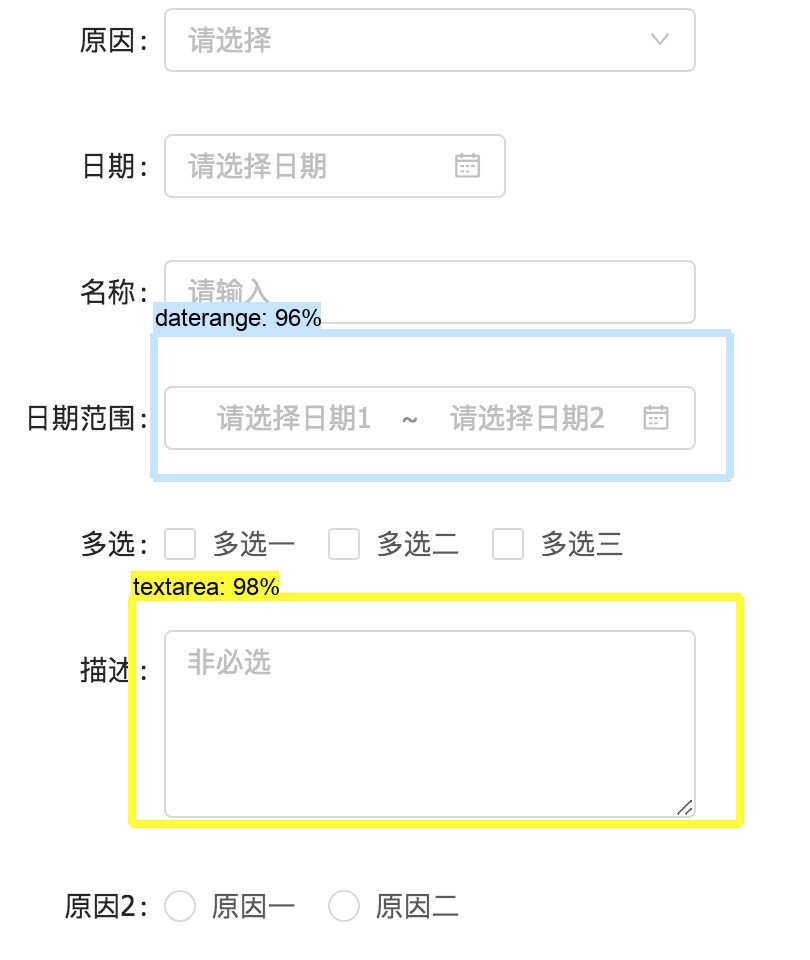 原因： 请选择
日期： 请选择日期
名称： 请输入
daterange: 96%
日期范围： 请选择日期1 ~ 请选择日期2
多选： 多选一 多选二 多选三
textarea: 98%
描述： 非必选
原因2： 原因一 原因二